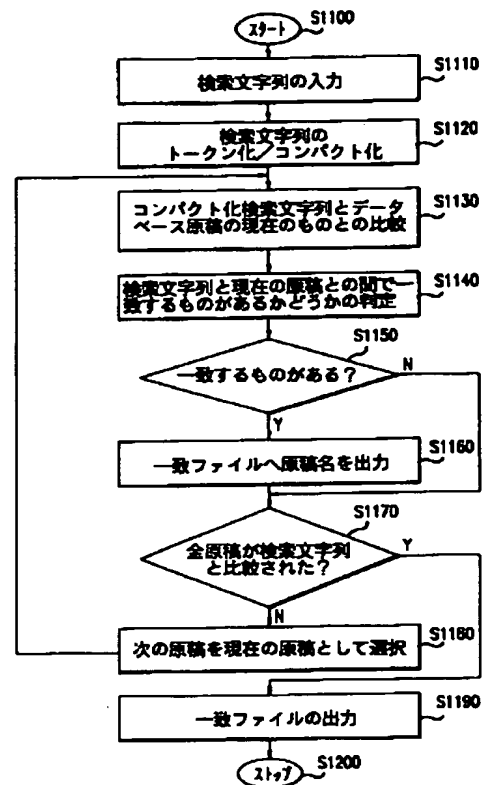 S1100
スタート
S1110
検索文字列の入力
S1120
検索文字列の
トークン化/コンパクト化
S1130
コンパクト化検索文字列とデータ
ベース原稿の現在のものとの比較
S1140
検索文字列と現在の原稿との間で一
致するものがあるかどうかの判定
S1150
一致するものがある?
N
Y
S1160
一致ファイルへ原稿名を出力
S1170
全原稿が検索文字列
と比較された?
Y
N
S1180
次の原稿を現在の原稿として選択
S1190
一致ファイルの出力
S1200
ストップ